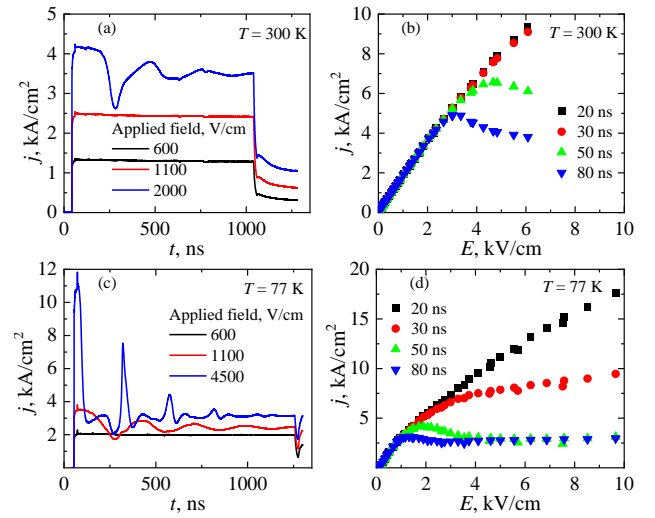 (a)
T = 300 K
5
4
3
2
1
0
j, kA/cm²
Applied field, V/cm
600
1100
2000
0
500
1000
t, ns
(b)
T = 300 K
10
8
6
4
2
0
j, kA/cm²
20 ns
30 ns
50 ns
80 ns
0
2
4
6
8
10
E, kV/cm
(c)
T = 77 K
12
10
8
6
4
2
j, kA/cm²
Applied field, V/cm
600
1100
4500
0
500
1000
t, ns
(d)
T = 77 K
20
15
10
5
j, kA/cm²
20 ns
30 ns
50 ns
80 ns
0
2
4
6
8
10
E, kV/cm